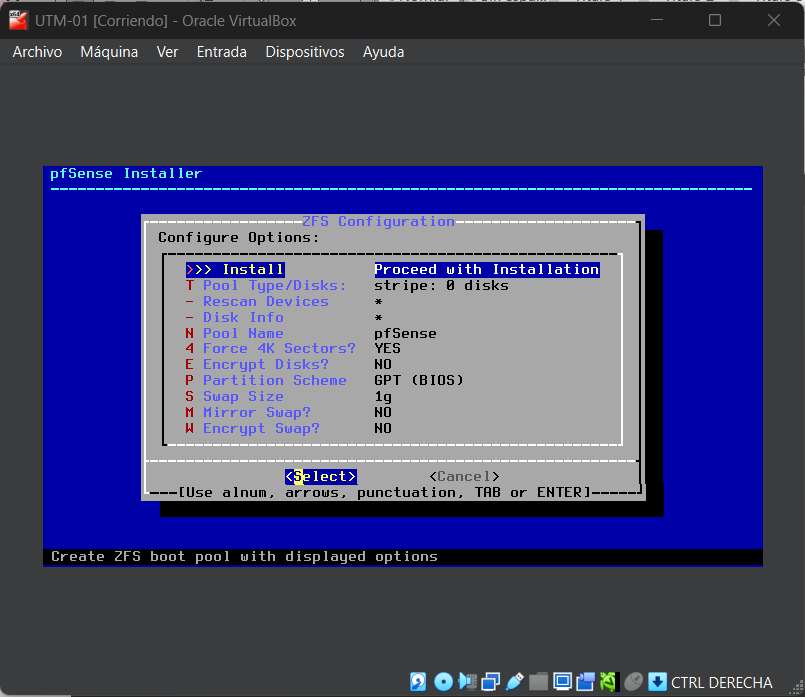 UTM-01 [Corriendo] - Oracle VirtualBox
Archivo Máquina Ver Entrada Dispositivos Ayuda
pfSense Installer
ZFS Configuration
Configure Options:
>>> Install Proceed with Installation
T Pool Type/Disks: stripe: 0 disks
- Rescan Devices *
- Disk Info *
N Pool Name pfSense
4 Force 4K Sectors? YES
E Encrypt Disks? NO
P Partition Scheme GPT (BIOS)
S Swap Size 1g
M Mirror Swap? NO
W Encrypt Swap? NO
<Select> <Cancel>
[Use alnum, arrows, punctuation, TAB or ENTER]
Create ZFS boot pool with displayed options
CTRL DERECHA